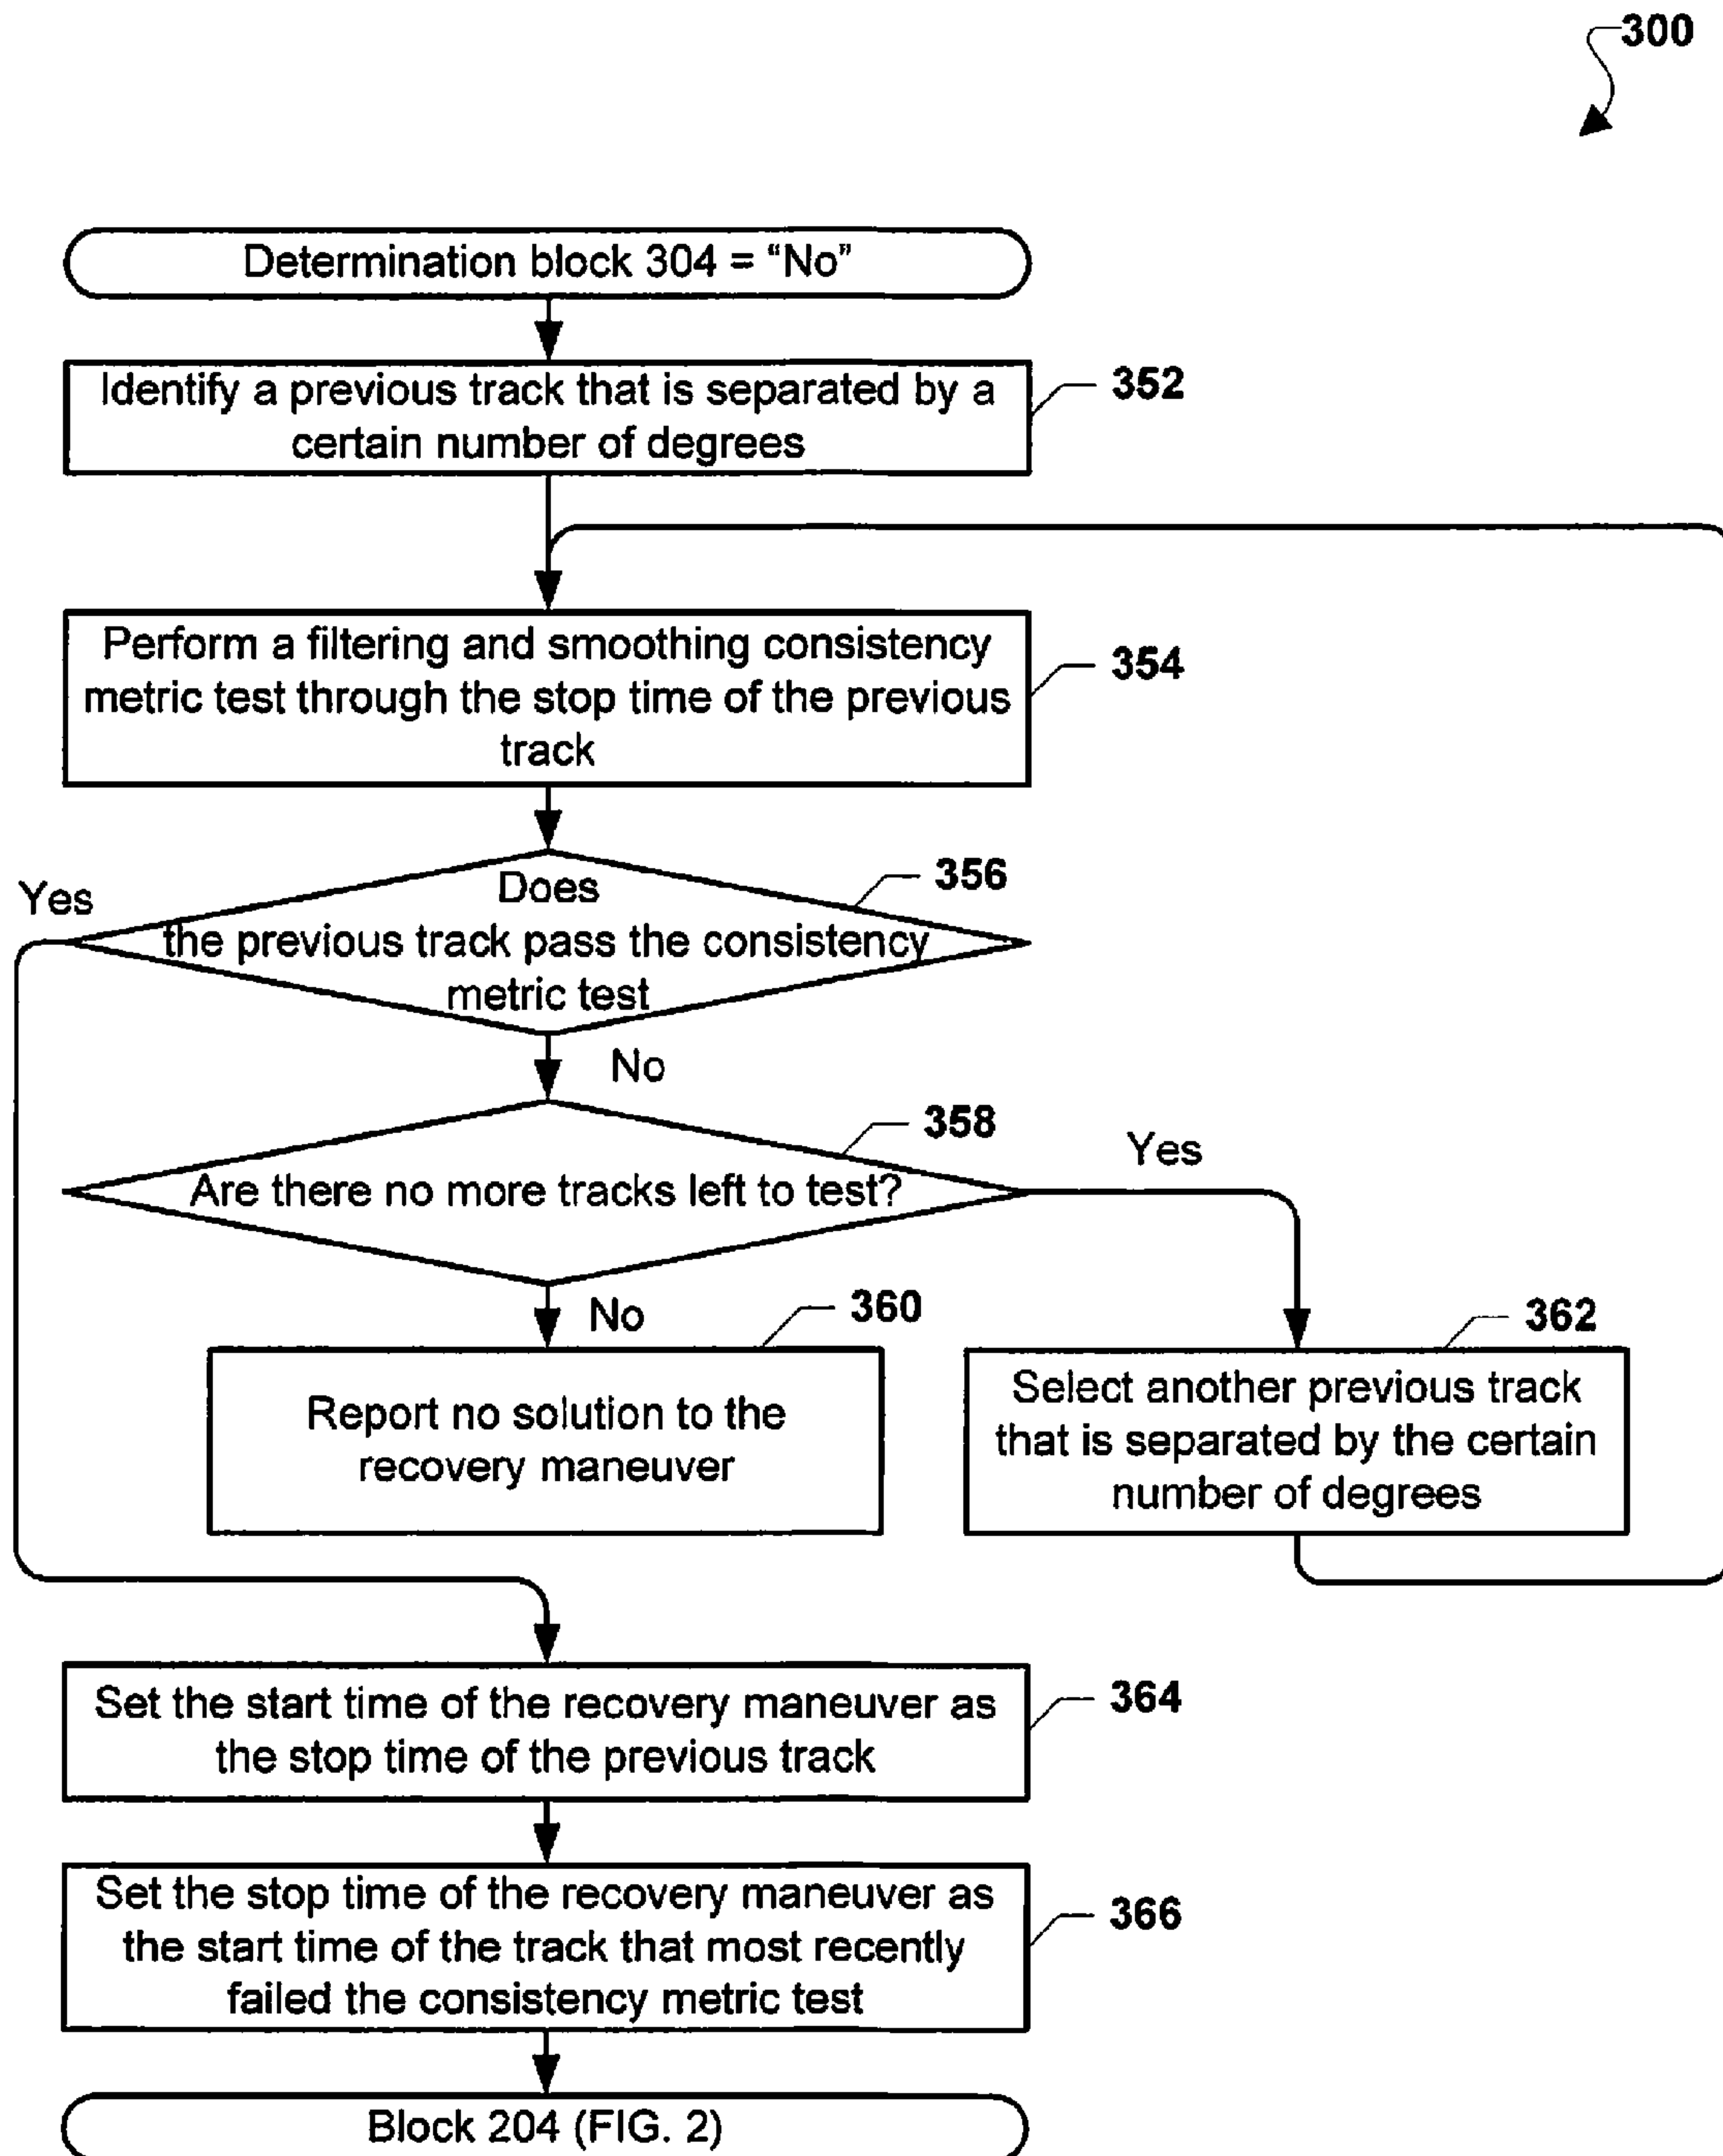 300
Determination block 304 = “No”
Identify a previous track that is separated by a
certain number of degrees
352
Perform a filtering and smoothing consistency
metric test through the stop time of the previous
track
354
Yes
Does
the previous track pass the consistency
metric test
356
No
358
Are there no more tracks left to test?
Yes
No
360
Report no solution to the
recovery maneuver
362
Select another previous track
that is separated by the certain
number of degrees
Set the start time of the recovery maneuver as
the stop time of the previous track
364
Set the stop time of the recovery maneuver as
the start time of the track that most recently
failed the consistency metric test
366
Block 204 (FIG. 2)